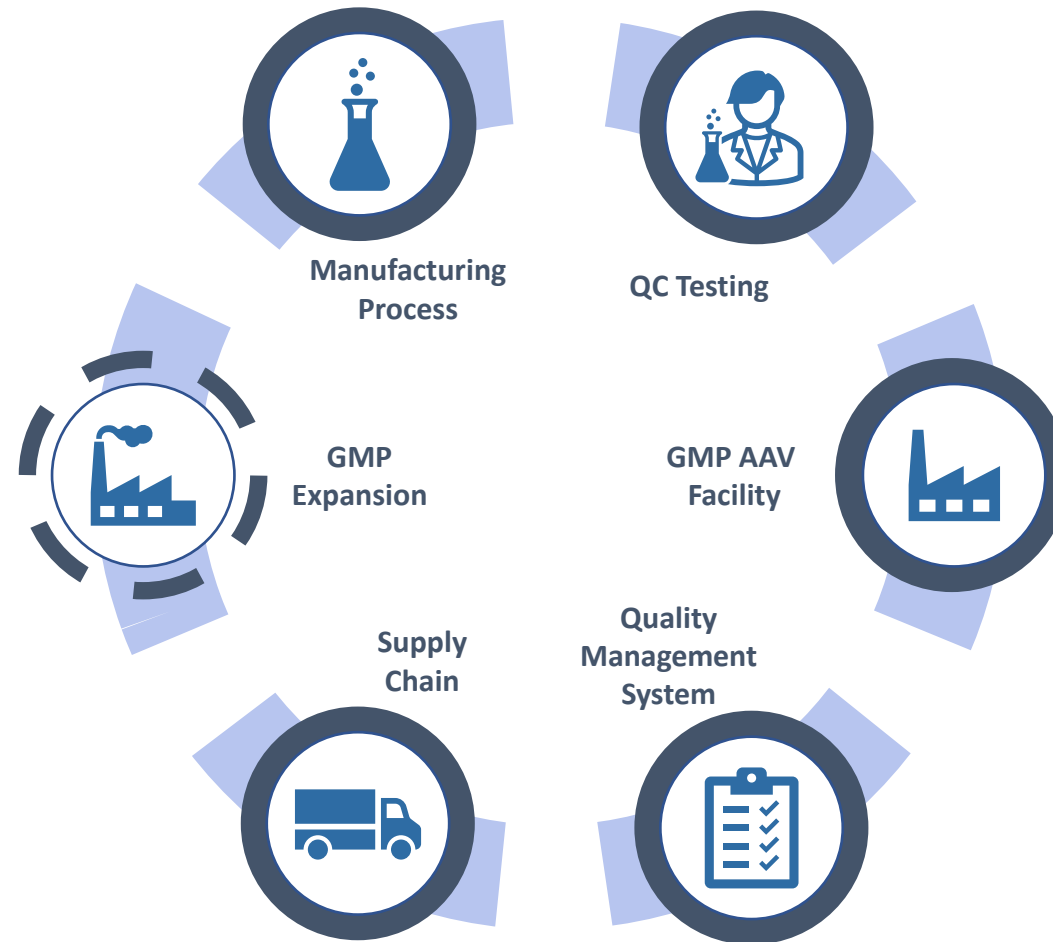 Manufacturing
Process
QC Testing
GMP
Expansion
GMP AAV
Facility
Supply
Chain
Quality
Management
System